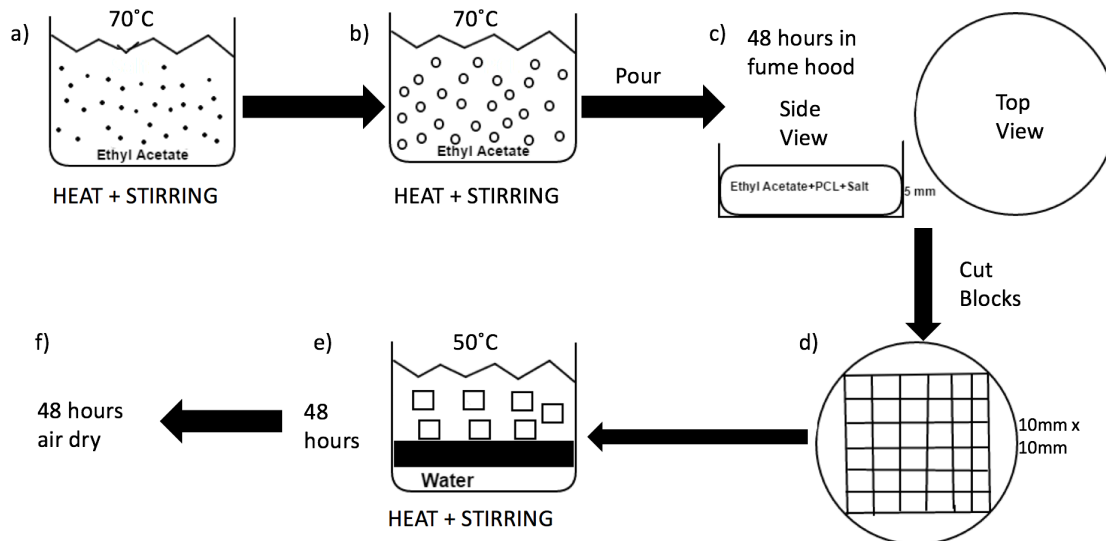 a)
70˚C
Ethyl Acetate
HEAT + STIRRING
b)
70˚C
Ethyl Acetate
HEAT + STIRRING
Pour
c)
48 hours in
fume hood
Side
View
Ethyl Acetate+PCL+Salt
5 mm
Top
View
Cut
Blocks
d)
10mm x
10mm
e)
50˚C
48
hours
Water
HEAT + STIRRING
f)
48 hours
air dry